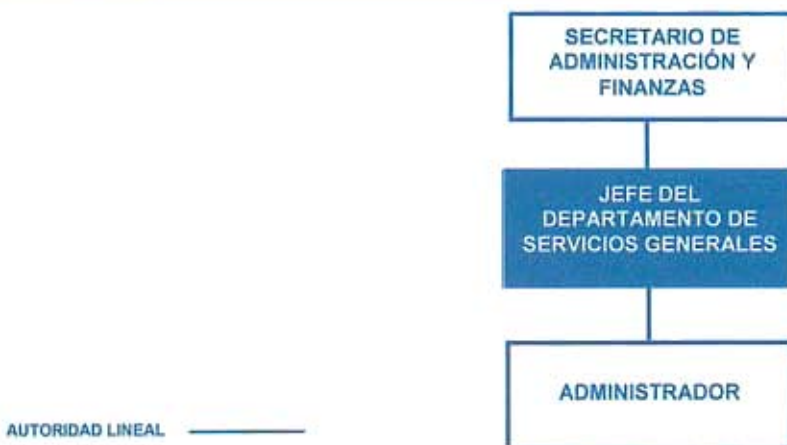 SECRETARIO DE
ADMINISTRACIÓN Y
FINANZAS
JEFE DEL
DEPARTAMENTO DE
SERVICIOS GENERALES
ADMINISTRADOR
AUTORIDAD LINEAL